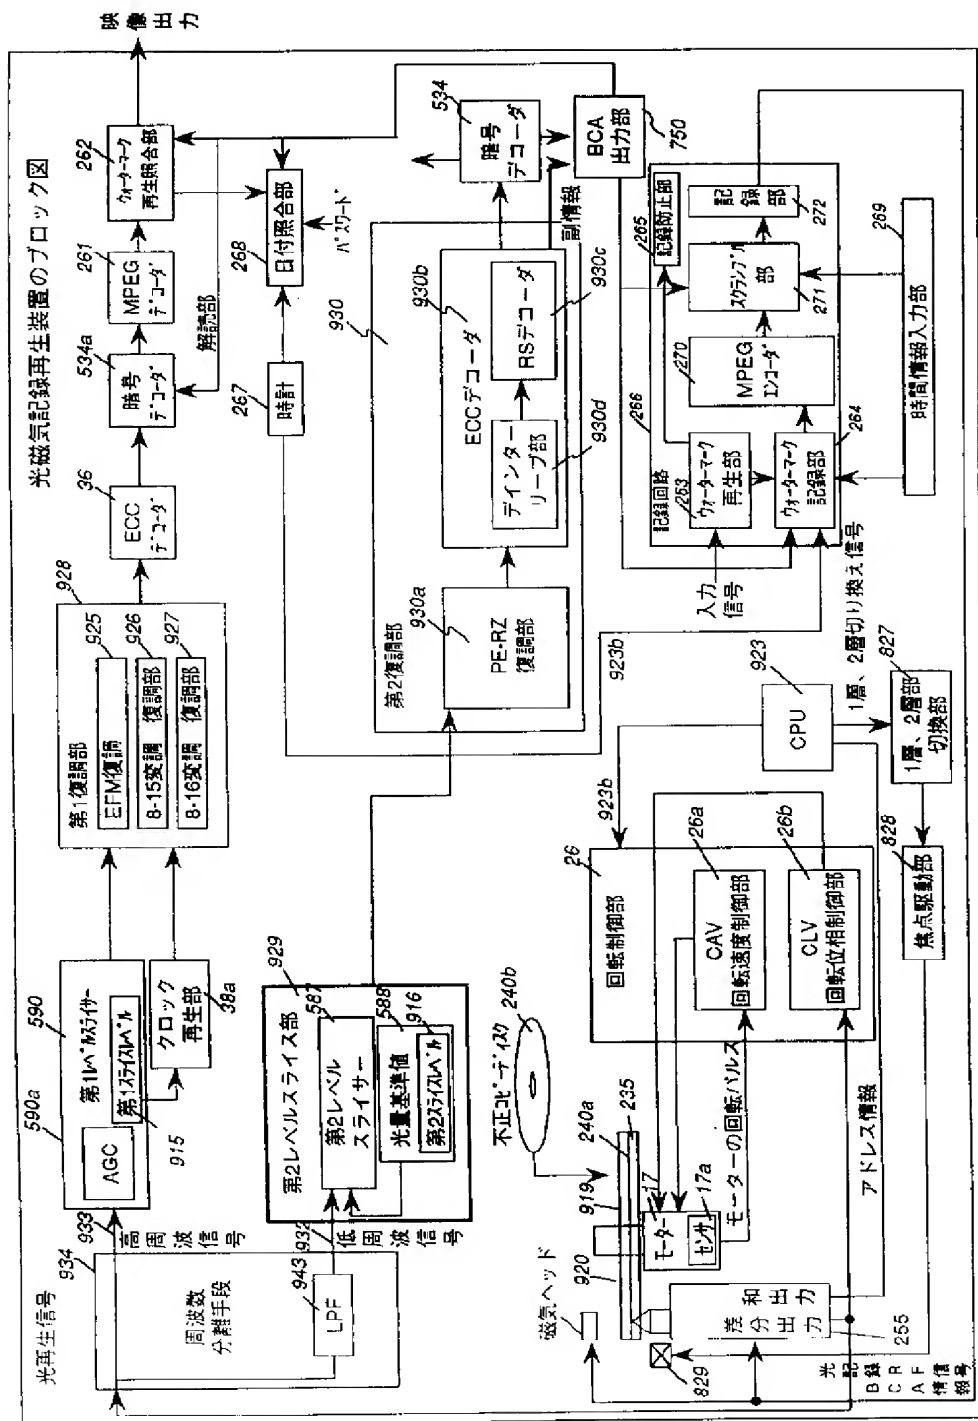 光磁気記録再生装置のブロック図
映像出力
262
ウォーターマーク
再生照合部
261
MPEG
デコーダ
534a
暗号
デコーダ
解読部
36
ECC
デコーダ
928
第1復調部
925
EFM復調
926
8-15変調 復調部
927
8-16変調 復調部
590a
590
第1レベルスライサー
AGC
第1スライスレベル
915
クロック
再生部
38a
934
933
高周波信号
光再生信号
周波数
分離手段
943
LPF
932
低周波信号
929
第2レベルスライス部
587
第2レベル
スライサー
588
光量基準値
916
第2スライスレベル
268
日付照合部
パスワード
267
時計
534
暗号
デコーダ
BCA
出力部
750
930
第2復調部
930a
PE-RZ
復調部
930b
ECCデコーダ
930c
RSデコーダ
930d
デインター
リーブ部
副情報
923b
265
記録防止部
266
記録回路
263
ウォーターマーク
再生部
264
ウォーターマーク
記録部
270
MPEG
エンコーダ
271
スクランブル
部
272
記録部
269
時間情報入力部
入力
信号
1層、2層切り換え信号
923
CPU
923b
827
1層、2層部
切換部
828
焦点駆動部
26
回転制御部
26a
CAV
回転速度制御部
26b
CLV
回転位相制御部
240b
不正コピーディスク
240a
235
919
920
17
モーター
17a
センサ
モーターの回転パルス
アドレス情報
磁気ヘッド
差分出力
和出力
255
829
光記録
BCAF
情報信号